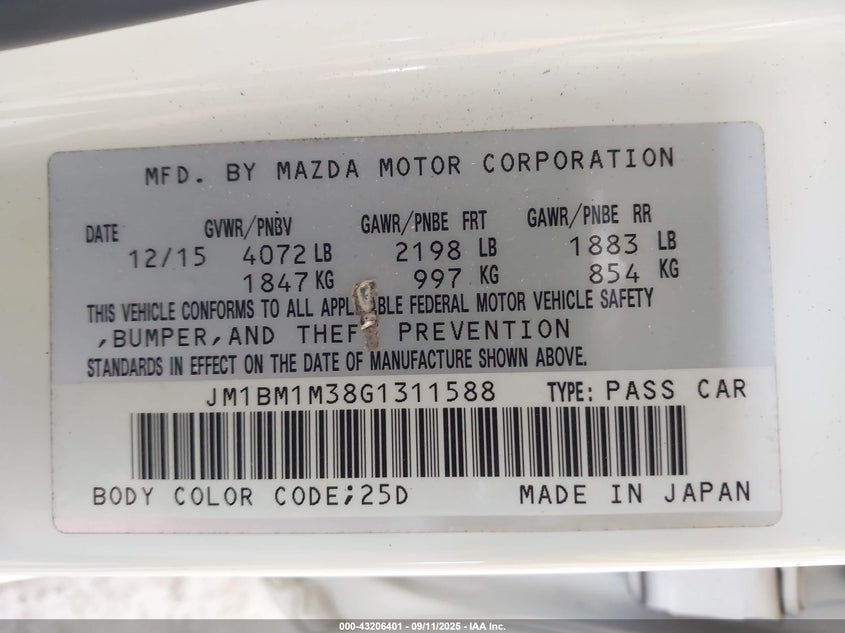 MFD. BY MAZDA MOTOR CORPORATION
DATE GVWR/PNBV GAWR/PNBE FRT GAWR/PNBE RR
12/15 4072 LB 2198 LB 1883 LB
1847 KG 997 KG 854 KG
THIS VEHICLE CONFORMS TO ALL APPLICABLE FEDERAL MOTOR VEHICLE SAFETY
,BUMPER,AND THEFT PREVENTION
STANDARDS IN EFFECT ON THE DATE OF MANUFACTURE SHOWN ABOVE.
JM1BM1M38G1311588 TYPE: PASS CAR
BODY COLOR CODE;25D MADE IN JAPAN
000-43206401 - 09/11/2025 - IAA Inc.